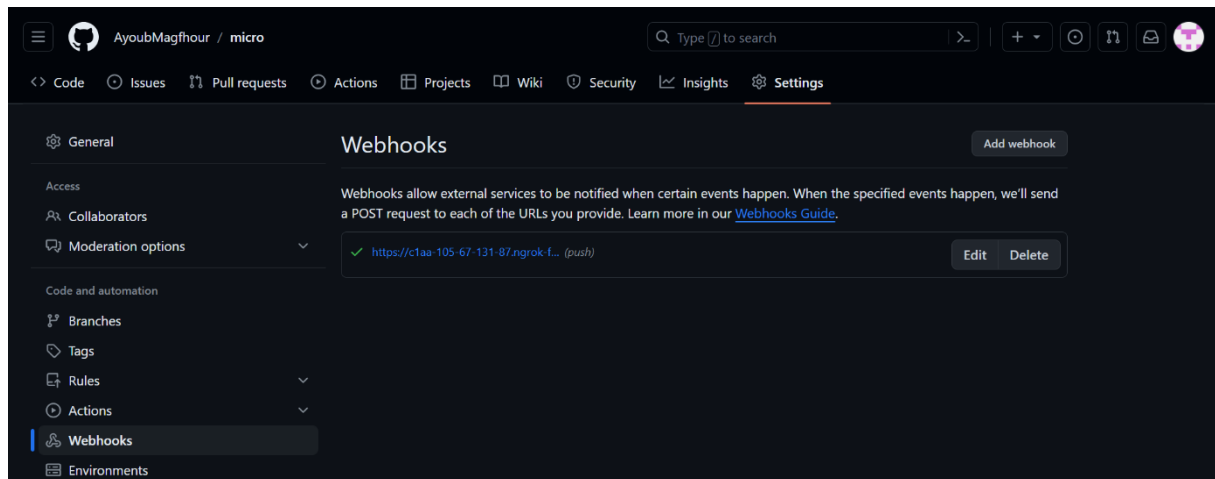 AyoubMagfhour / micro
Type / to search
Code Issues Pull requests Actions Projects Wiki Security Insights Settings
General
Access
Collaborators
Moderation options
Code and automation
Branches
Tags
Rules
Actions
Webhooks
Environments
Webhooks
Add webhook
Webhooks allow external services to be notified when certain events happen. When the specified events happen, we'll send
a POST request to each of the URLs you provide. Learn more in our Webhooks Guide.
https://c1aa-105-67-131-87.ngrok-f... (push)
Edit Delete